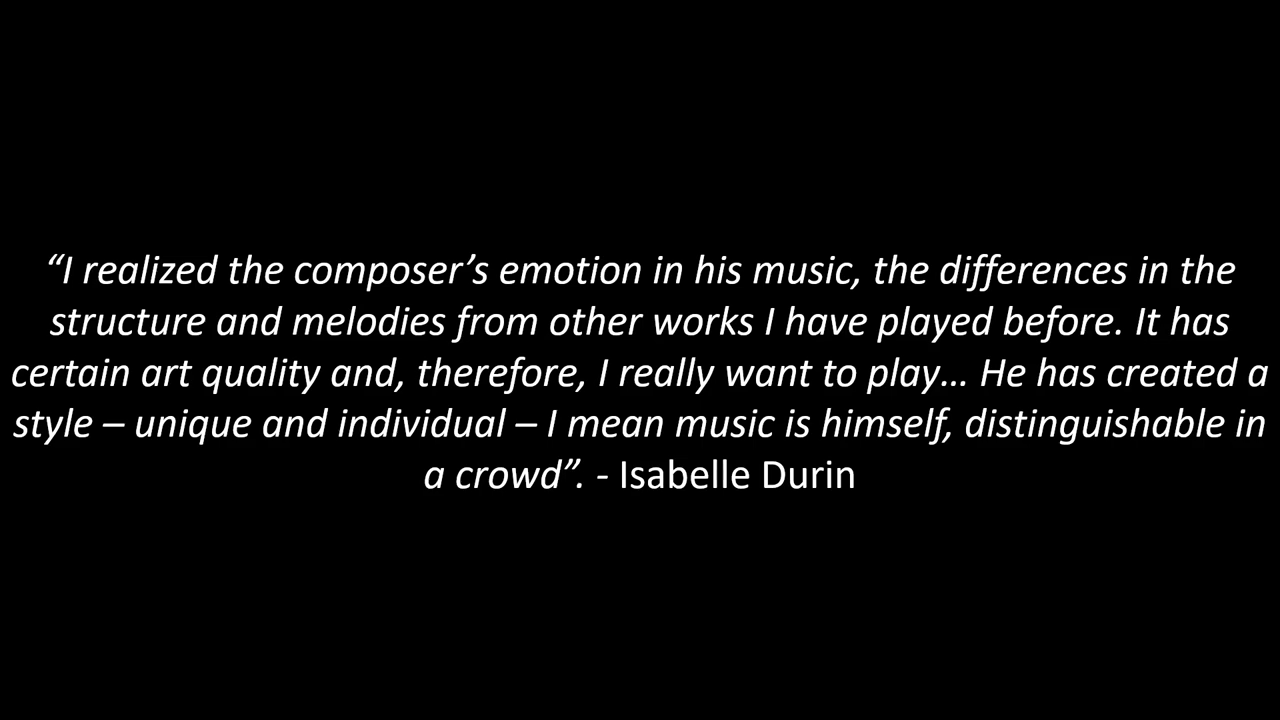 “I realized the composer’s emotion in his music, the differences in the
structure and melodies from other works I have played before. It has
certain art quality and, therefore, I really want to play… He has created a
style – unique and individual – I mean music is himself, distinguishable in
a crowd”. - Isabelle Durin